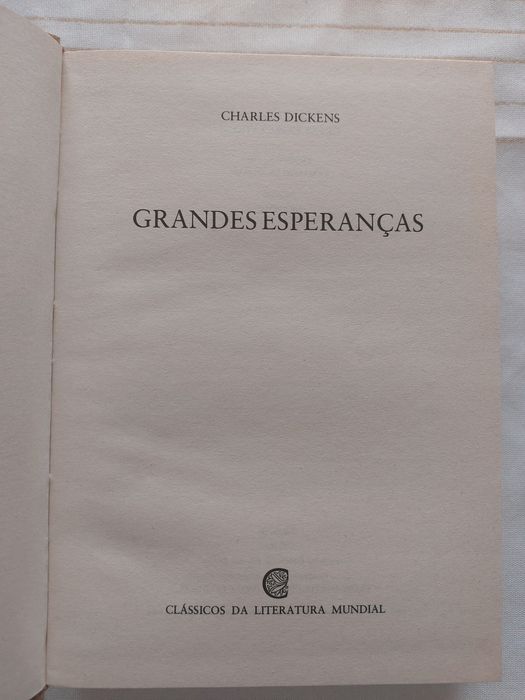 CHARLES DICKENS
GRANDES ESPERANÇAS
CLÁSSICOS DA LITERATURA MUNDIAL